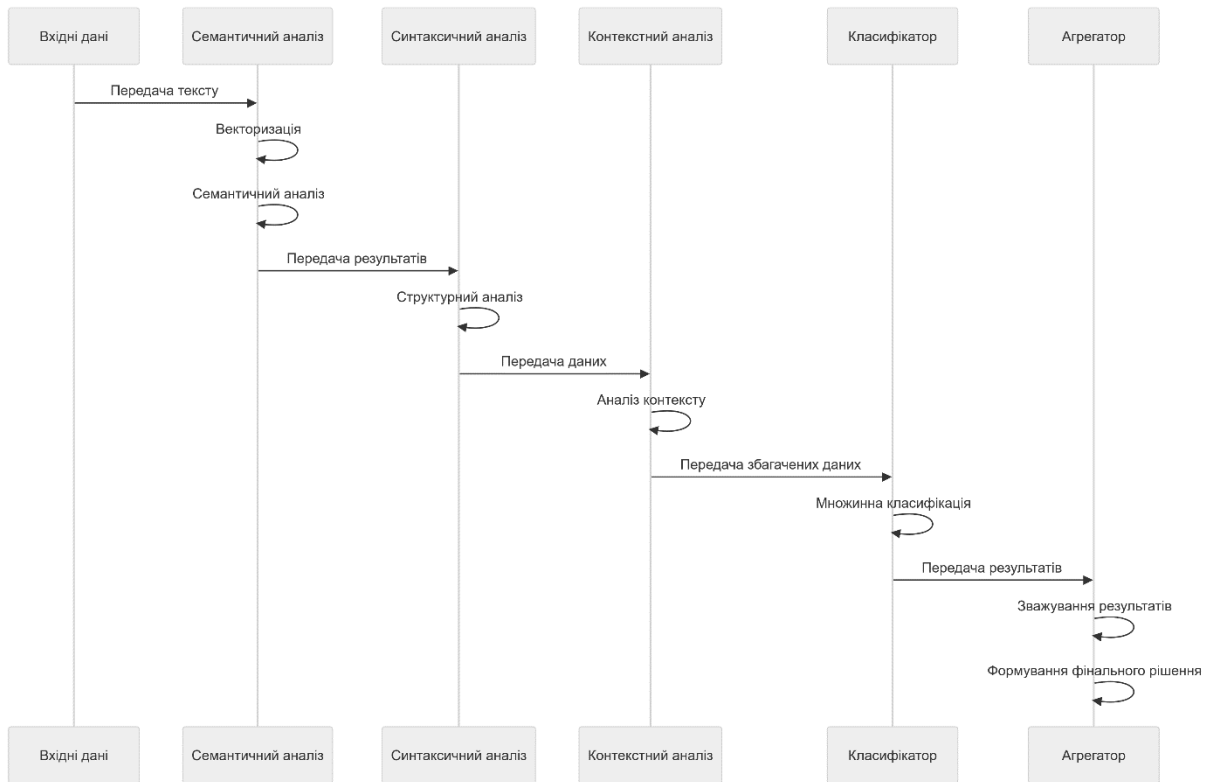 Вхідні дані
Семантичний аналіз
Синтаксичний аналіз
Контекстний аналіз
Класифікатор
Агрегатор
Передача тексту
Векторизація
Семантичний аналіз
Передача результатів
Структурний аналіз
Передача даних
Аналіз контексту
Передача збагачених даних
Множинна класифікація
Передача результатів
Зважування результатів
Формування фінального рішення
Вхідні дані
Семантичний аналіз
Синтаксичний аналіз
Контекстний аналіз
Класифікатор
Агрегатор